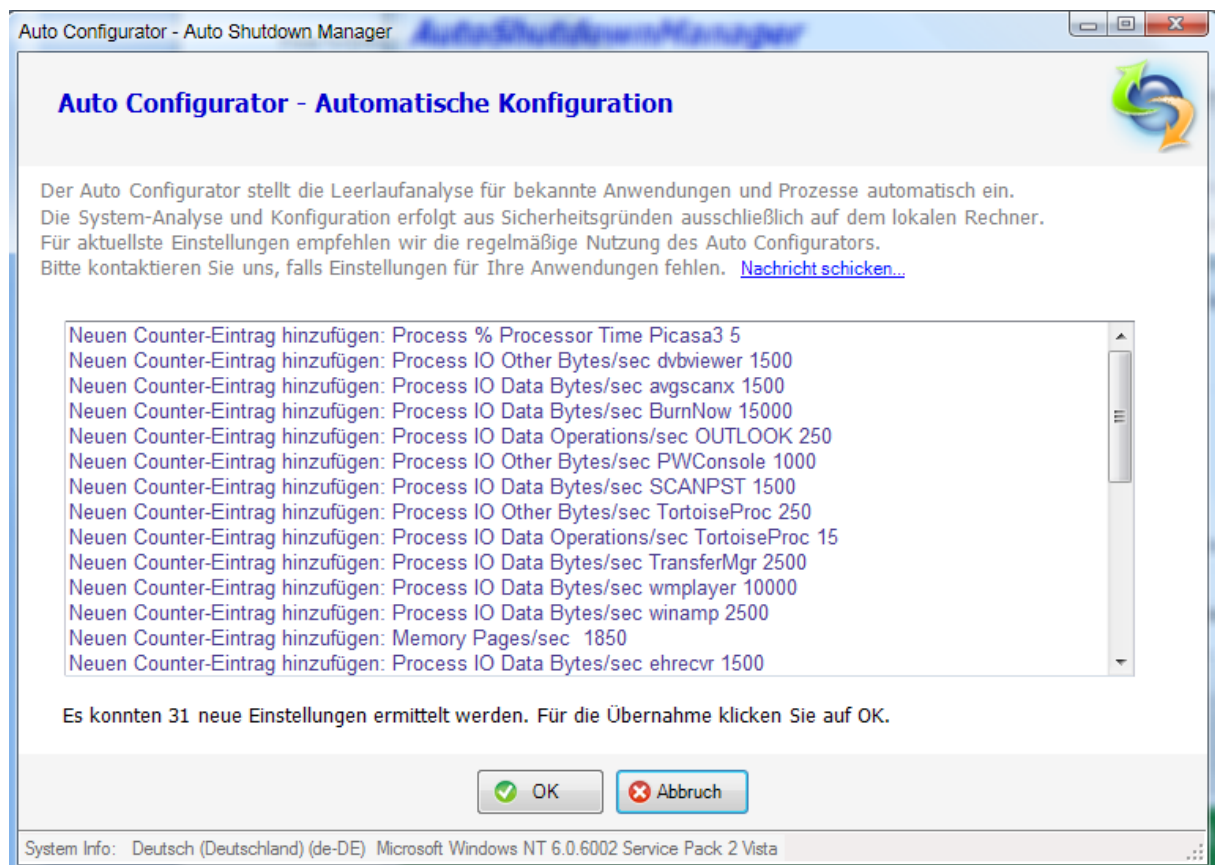 Auto Configurator - Auto Shutdown Manager AutoShutdownManager
Auto Configurator - Automatische Konfiguration
Der Auto Configurator stellt die Leerlaufanalyse für bekannte Anwendungen und Prozesse automatisch ein.
Die System-Analyse und Konfiguration erfolgt aus Sicherheitsgründen ausschließlich auf dem lokalen Rechner.
Für aktuellste Einstellungen empfehlen wir die regelmäßige Nutzung des Auto Configurators.
Bitte kontaktieren Sie uns, falls Einstellungen für Ihre Anwendungen fehlen. Nachricht schicken...
Neuen Counter-Eintrag hinzufügen: Process % Processor Time Picasa3 5
Neuen Counter-Eintrag hinzufügen: Process IO Other Bytes/sec dvbviewer 1500
Neuen Counter-Eintrag hinzufügen: Process IO Data Bytes/sec avgscanx 1500
Neuen Counter-Eintrag hinzufügen: Process IO Data Bytes/sec BurnNow 15000
Neuen Counter-Eintrag hinzufügen: Process IO Data Operations/sec OUTLOOK 250
Neuen Counter-Eintrag hinzufügen: Process IO Other Bytes/sec PWConsole 1000
Neuen Counter-Eintrag hinzufügen: Process IO Data Bytes/sec SCANPST 1500
Neuen Counter-Eintrag hinzufügen: Process IO Other Bytes/sec TortoiseProc 250
Neuen Counter-Eintrag hinzufügen: Process IO Data Operations/sec TortoiseProc 15
Neuen Counter-Eintrag hinzufügen: Process IO Data Bytes/sec TransferMgr 2500
Neuen Counter-Eintrag hinzufügen: Process IO Data Bytes/sec wmplayer 10000
Neuen Counter-Eintrag hinzufügen: Process IO Data Bytes/sec winamp 2500
Neuen Counter-Eintrag hinzufügen: Memory Pages/sec  1850
Neuen Counter-Eintrag hinzufügen: Process IO Data Bytes/sec ehrecvr 1500
Es konnten 31 neue Einstellungen ermittelt werden. Für die Übernahme klicken Sie auf OK.
OK Abbruch
System Info: Deutsch (Deutschland) (de-DE) Microsoft Windows NT 6.0.6002 Service Pack 2 Vista